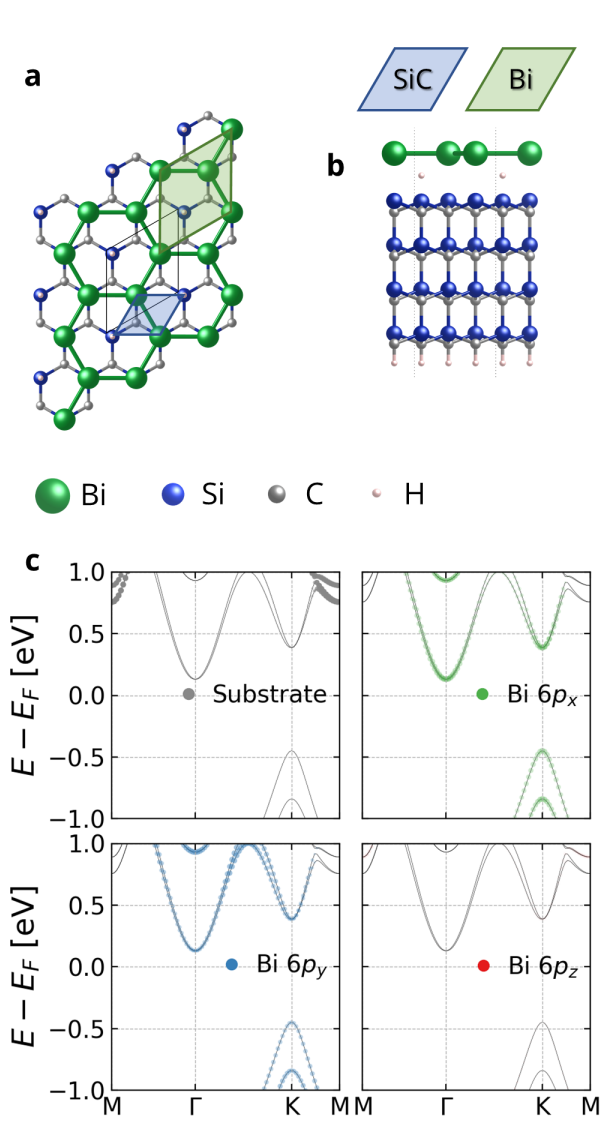 a
SiC Bi
b
Bi Si C H
c
E − E_F [eV]
1.0
0.5
0.0
−0.5
−1.0
Substrate
Bi 6p_x
E − E_F [eV]
1.0
0.5
0.0
−0.5
−1.0
Bi 6p_y
Bi 6p_z
M Γ K M
M Γ K M